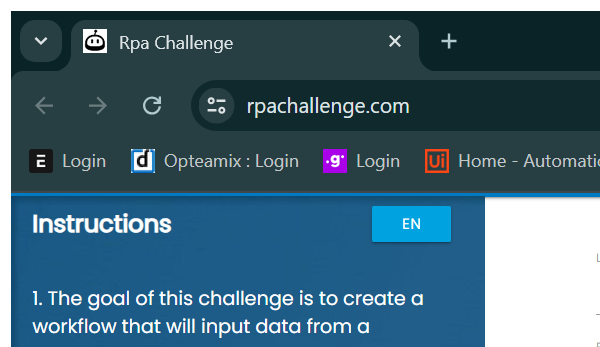 Rpa Challenge
rpachallenge.com
E Login d Opteamix : Login .g. Login Ui Home - Automatic
Instructions EN
1. The goal of this challenge is to create a
workflow that will input data from a